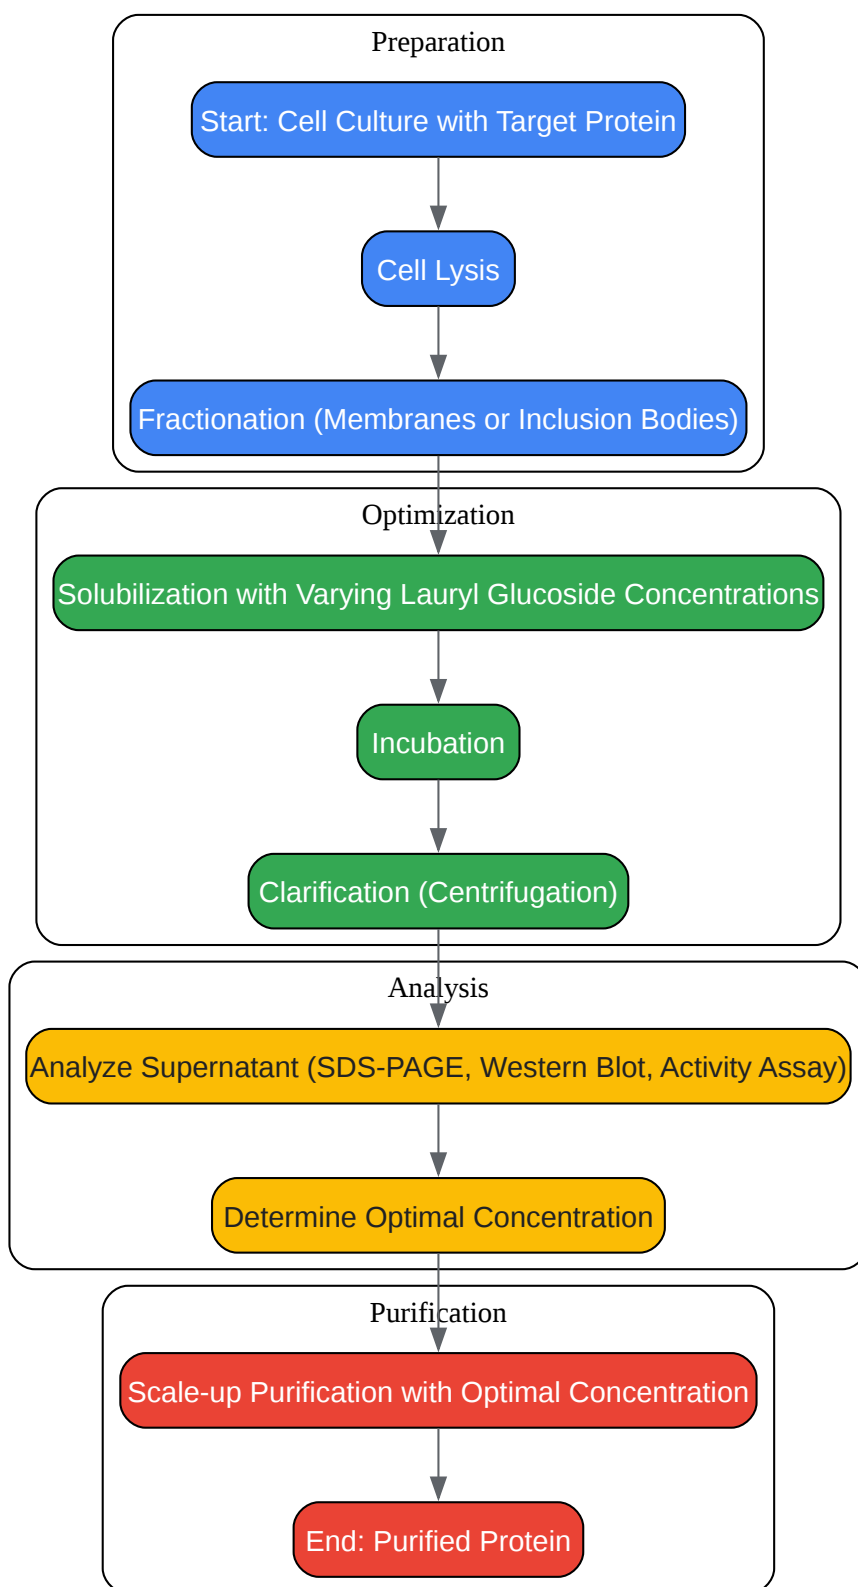 Preparation
Start: Cell Culture with Target Protein
Cell Lysis
Fractionation (Membranes or Inclusion Bodies)
Optimization
Solubilization with Varying Lauryl Glucoside Concentrations
Incubation
Clarification (Centrifugation)
Analysis
Analyze Supernatant (SDS-PAGE, Western Blot, Activity Assay)
Determine Optimal Concentration
Purification
Scale-up Purification with Optimal Concentration
End: Purified Protein